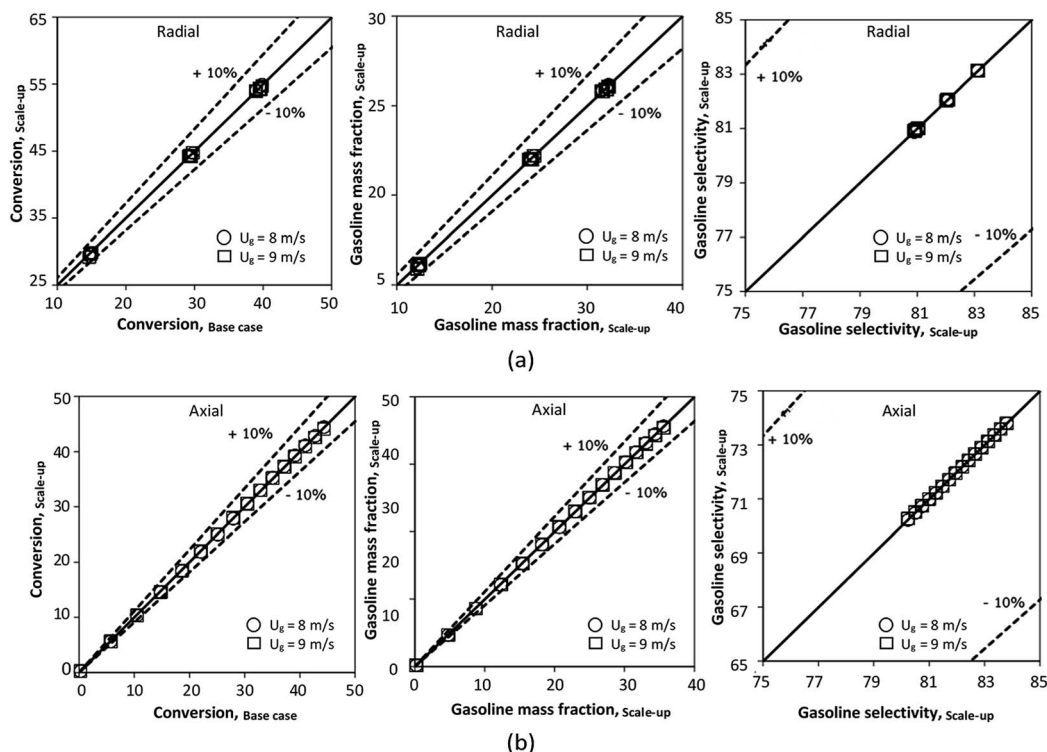 65
Radial
55
+ 10%
45
- 10%
35
Ug = 8 m/s
Ug = 9 m/s
25
10 20 30 40 50
Conversion, Scale-up
Conversion, Base case
30
Radial
26
+ 10%
22
- 10%
20
Ug = 8 m/s
Ug = 9 m/s
5
10 20 30 40
Gasoline mass fraction, Scale-up
Gasoline mass fraction, Scale-up
85
Radial
83
+ 10%
81
79
- 10%
77
Ug = 8 m/s
Ug = 9 m/s
75
75 77 79 81 83 85
Gasoline selectivity, Scale-up
Gasoline selectivity, Scale-up
(a)
50
Axial
40
+ 10%
30
- 10%
20
10
Ug = 8 m/s
Ug = 9 m/s
0
0 10 20 30 40 50
Conversion, Scale-up
Conversion, Base case
50
Axial
40
+ 10%
30
- 10%
20
10
Ug = 8 m/s
Ug = 9 m/s
0
0 10 20 30 40
Gasoline mass fraction, Scale-up
Gasoline mass fraction, Scale-up
75
Axial
73
+ 10%
71
70
67
- 10%
Ug = 8 m/s
Ug = 9 m/s
65
75 77 79 81 83 85
Gasoline selectivity, Scale-up
Gasoline selectivity, Scale-up
(b)